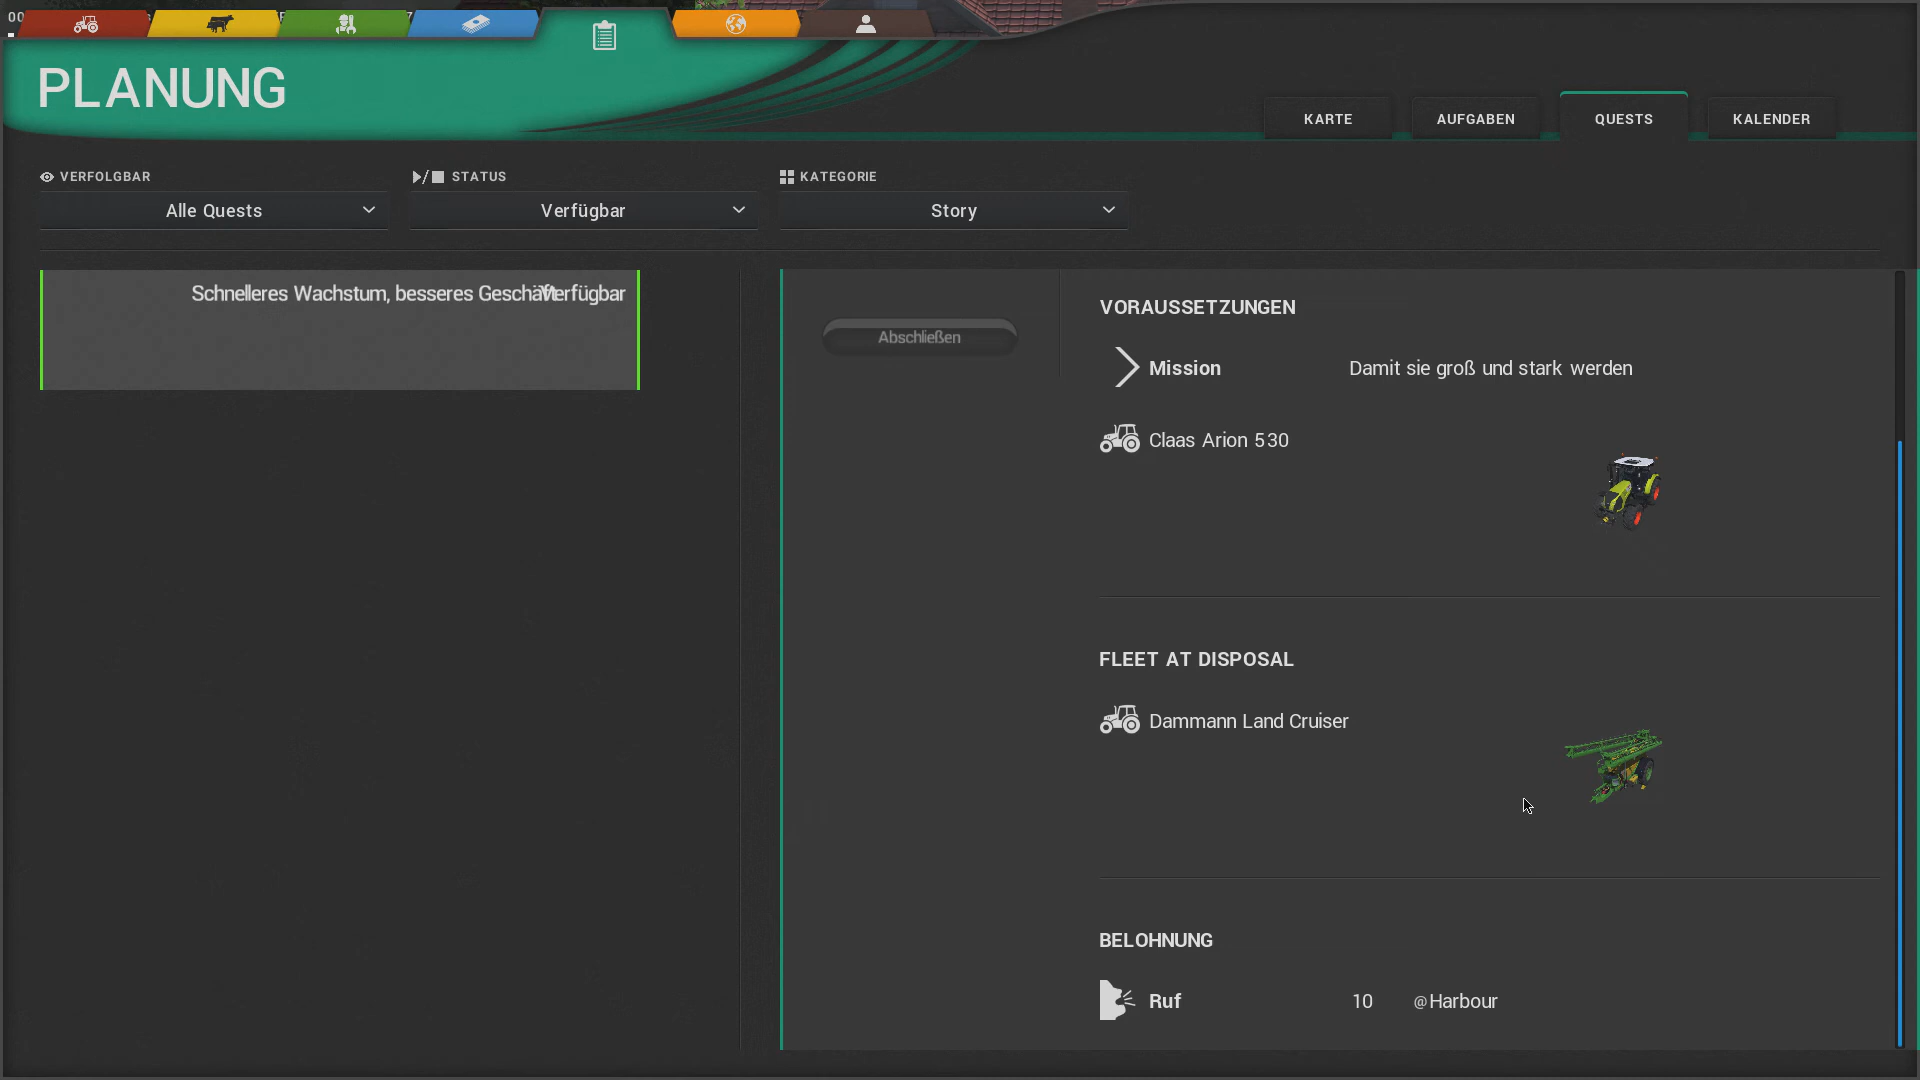 PLANUNG
KARTE
AUFGABEN
QUESTS
KALENDER
VERFOLGBAR
STATUS
KATEGORIE
Alle Quests
Verfügbar
Story
Schnelleres Wachstum, besseres Geschäft
Verfügbar
Abschließen
VORAUSSETZUNGEN
Mission
Damit sie groß und stark werden
Claas Arion 530
FLEET AT DISPOSAL
Dammann Land Cruiser
BELOHNUNG
Ruf
10
@Harbour